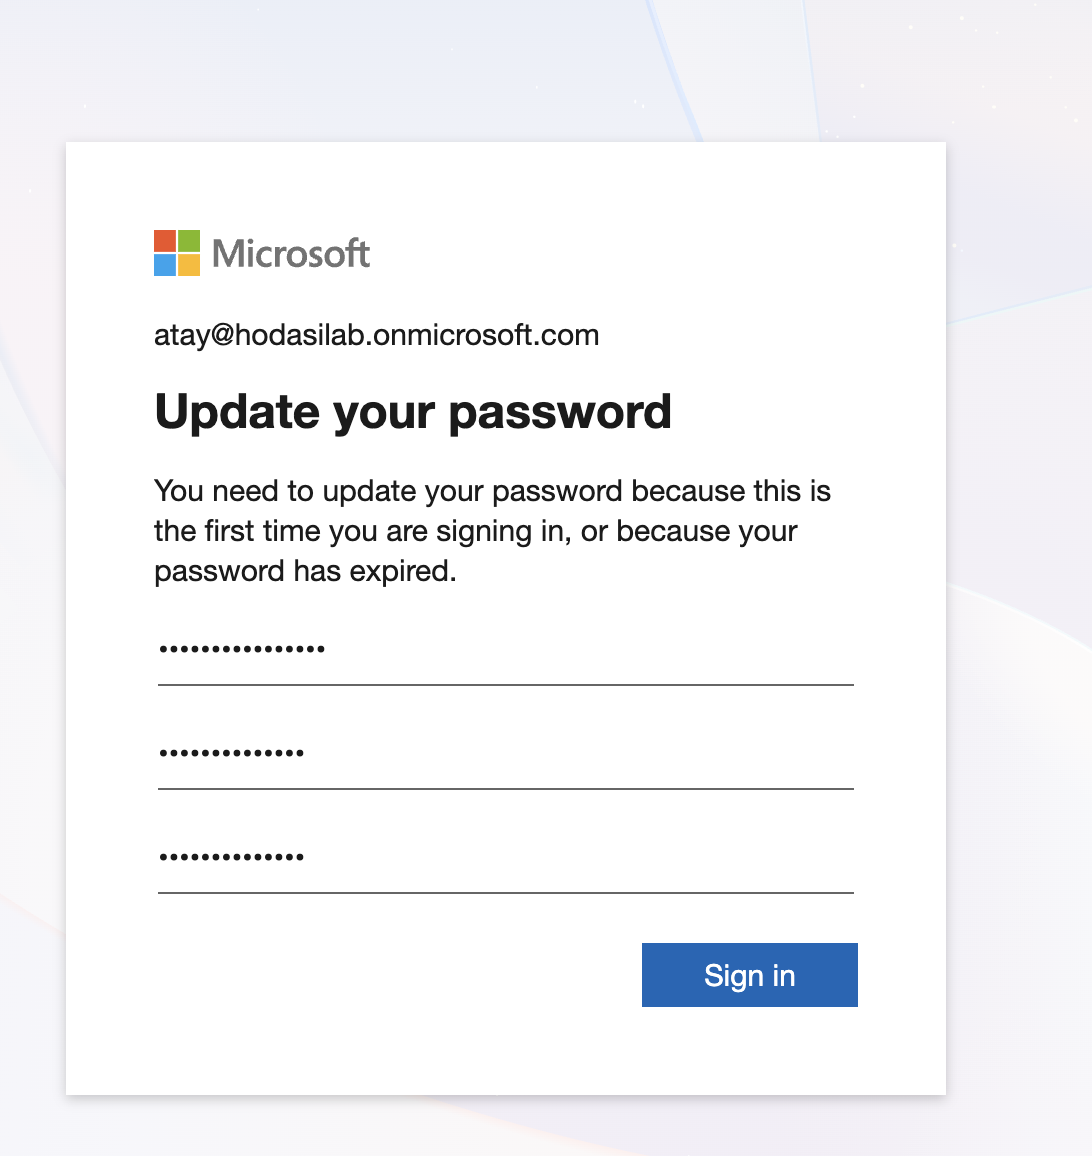 Microsoft
atay@hodasilab.onmicrosoft.com
Update your password
You need to update your password because this is
the first time you are signing in, or because your
password has expired.
••••••••••••••••
••••••••••••••
••••••••••••••
Sign in